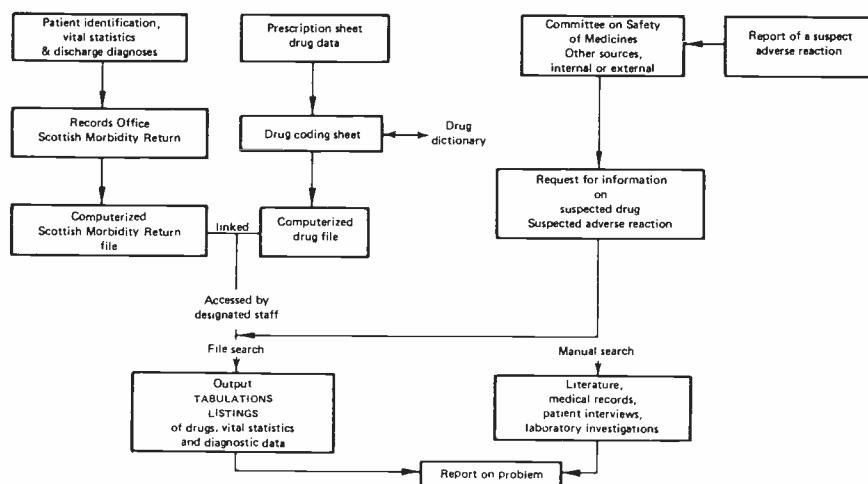 Patient identification,
vital statistics
& discharge diagnoses
Prescription sheet
drug data
Committee on Safety
of Medicines
Other sources,
internal or external
Report of a suspect
adverse reaction
Records Office
Scottish Morbidity Return
Drug coding sheet
Drug
dictionary
Request for information
on
suspected drug
Suspected adverse reaction
Computerized
Scottish Morbidity Return
file
linked
Computerized
drug file
Accessed by
designated staff
File search
Manual search
Output
TABULATIONS
LISTINGS
of drugs, vital statistics
and diagnostic data
Literature,
medical records,
patient interviews,
laboratory investigations
Report on problem